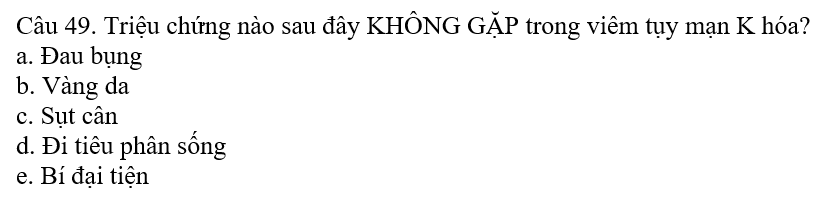 Câu 49. Triệu chứng nào sau đây KHÔNG GẶP trong viêm tụy mạn K hóa?
a. Đau bụng
b. Vàng da
c. Sụt cân
d. Đi tiêu phân sống
e. Bí đại tiện